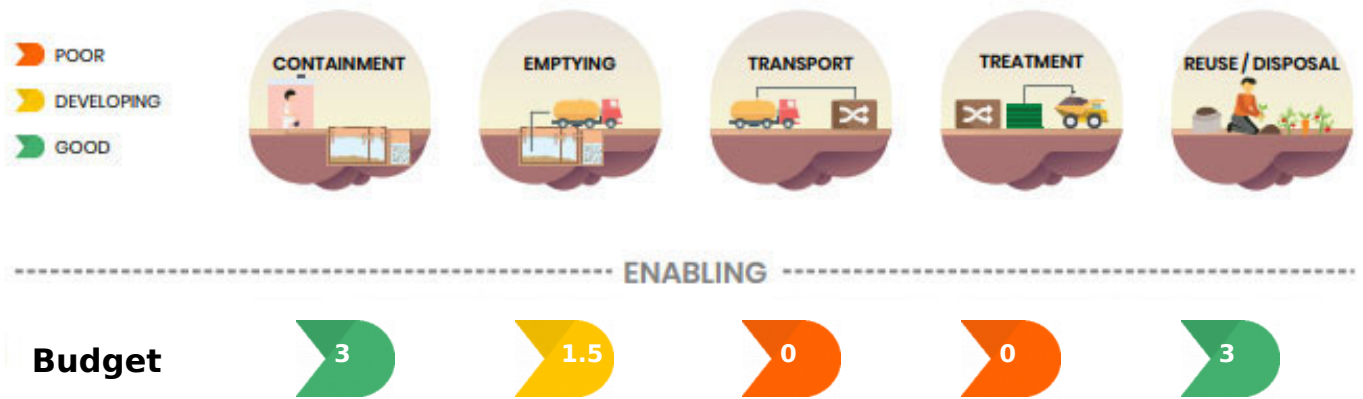 POOR
DEVELOPING
GOOD
CONTAINMENT
EMPTYING
TRANSPORT
TREATMENT
REUSE / DISPOSAL
ENABLING
Budget 3 1.5 0 0 3